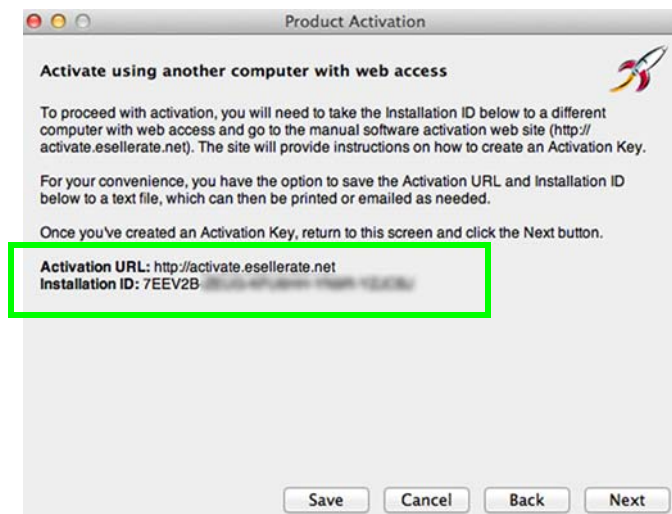 Product Activation
Activate using another computer with web access
To proceed with activation, you will need to take the Installation ID below to a different
computer with web access and go to the manual software activation web site (http://
activate.esellerate.net). The site will provide instructions on how to create an Activation Key.
For your convenience, you have the option to save the Activation URL and Installation ID
below to a text file, which can then be printed or emailed as needed.
Once you've created an Activation Key, return to this screen and click the Next button.
Activation URL: http://activate.esellerate.net
Installation ID: 7EEV2B
Save Cancel Back Next